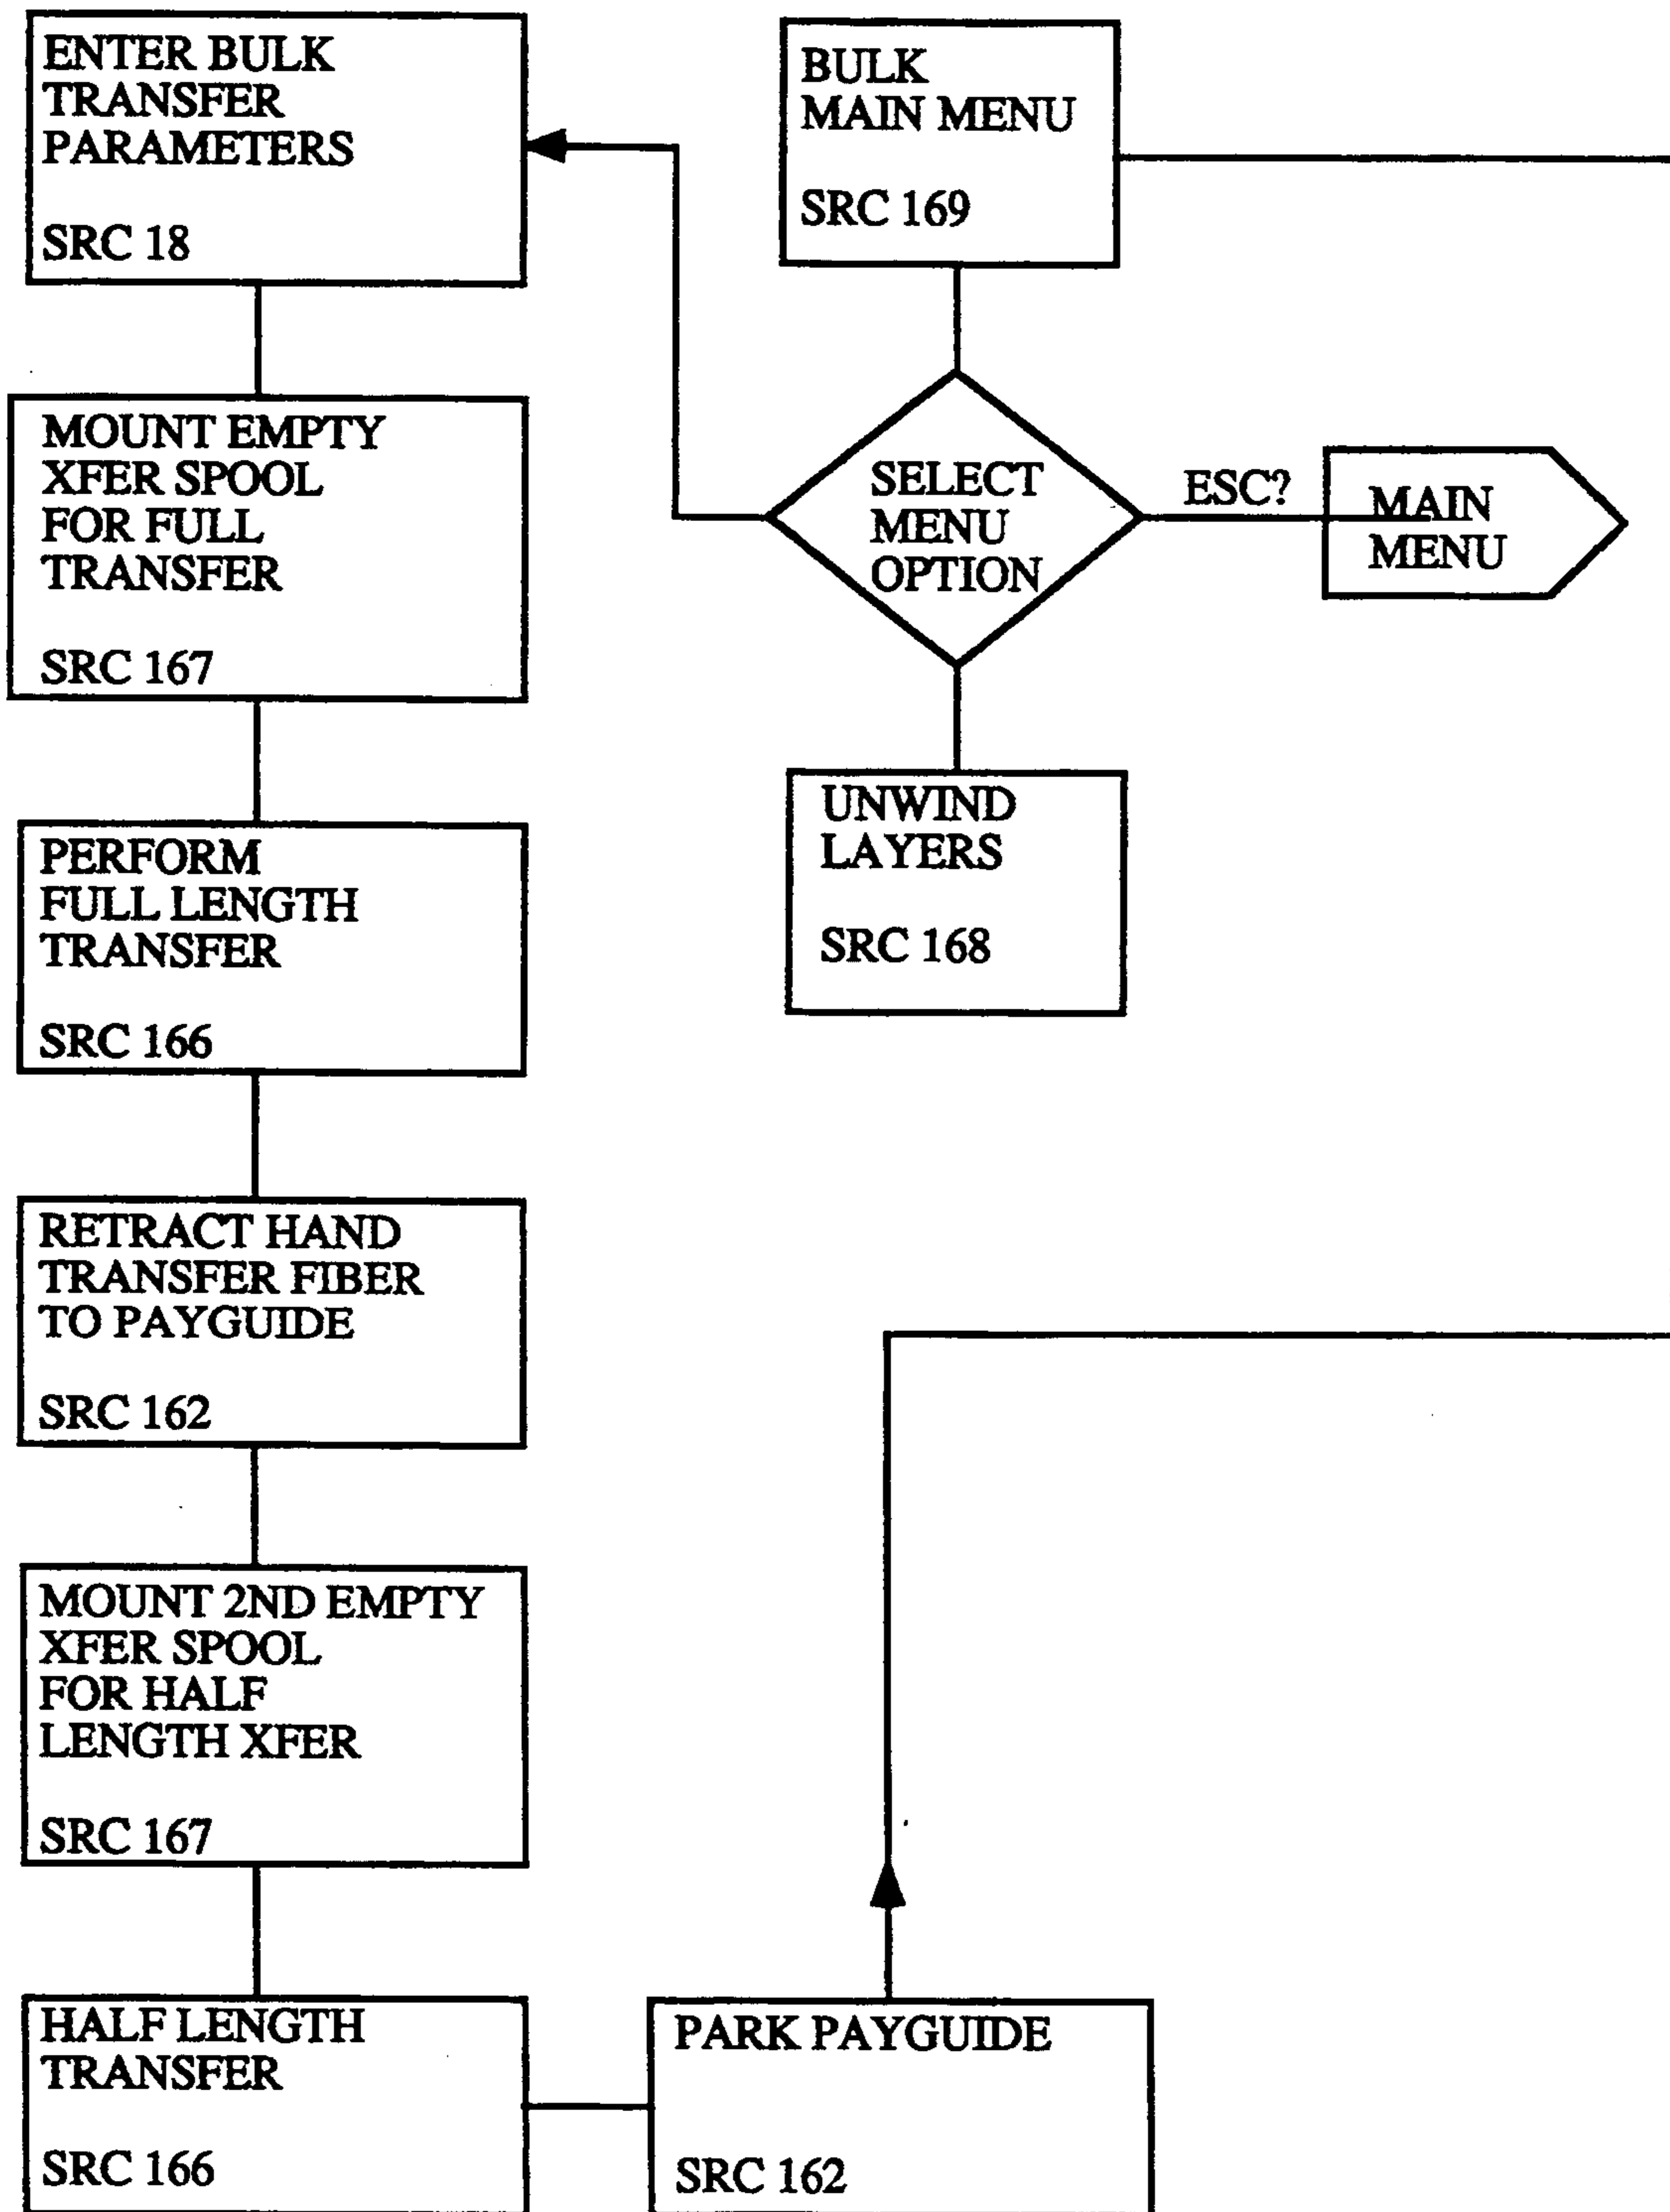 ENTER BULK
TRANSFER
PARAMETERS
SRC 18
BULK
MAIN MENU
SRC 169
MOUNT EMPTY
XFER SPOOL
FOR FULL
TRANSFER
SRC 167
SELECT
MENU
OPTION
ESC?
MAIN
MENU
PERFORM
FULL LENGTH
TRANSFER
SRC 166
UNWIND
LAYERS
SRC 168
RETRACT HAND
TRANSFER FIBER
TO PAYGUIDE
SRC 162
MOUNT 2ND EMPTY
XFER SPOOL
FOR HALF
LENGTH XFER
SRC 167
HALF LENGTH
TRANSFER
SRC 166
PARK PAYGUIDE
SRC 162